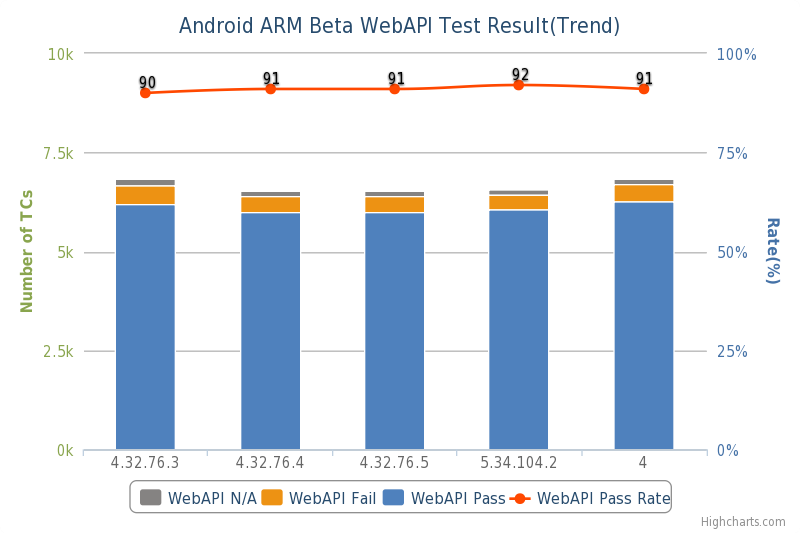 Android ARM Beta WebAPI Test Result(Trend)
10k
7.5k
5k
2.5k
0k
Number of TCs
100%
75%
50%
25%
0%
Rate(%)
90
91
91
92
91
4.32.76.3
4.32.76.4
4.32.76.5
5.34.104.2
4
WebAPI N/A
WebAPI Fail
WebAPI Pass
WebAPI Pass Rate
Highcharts.com